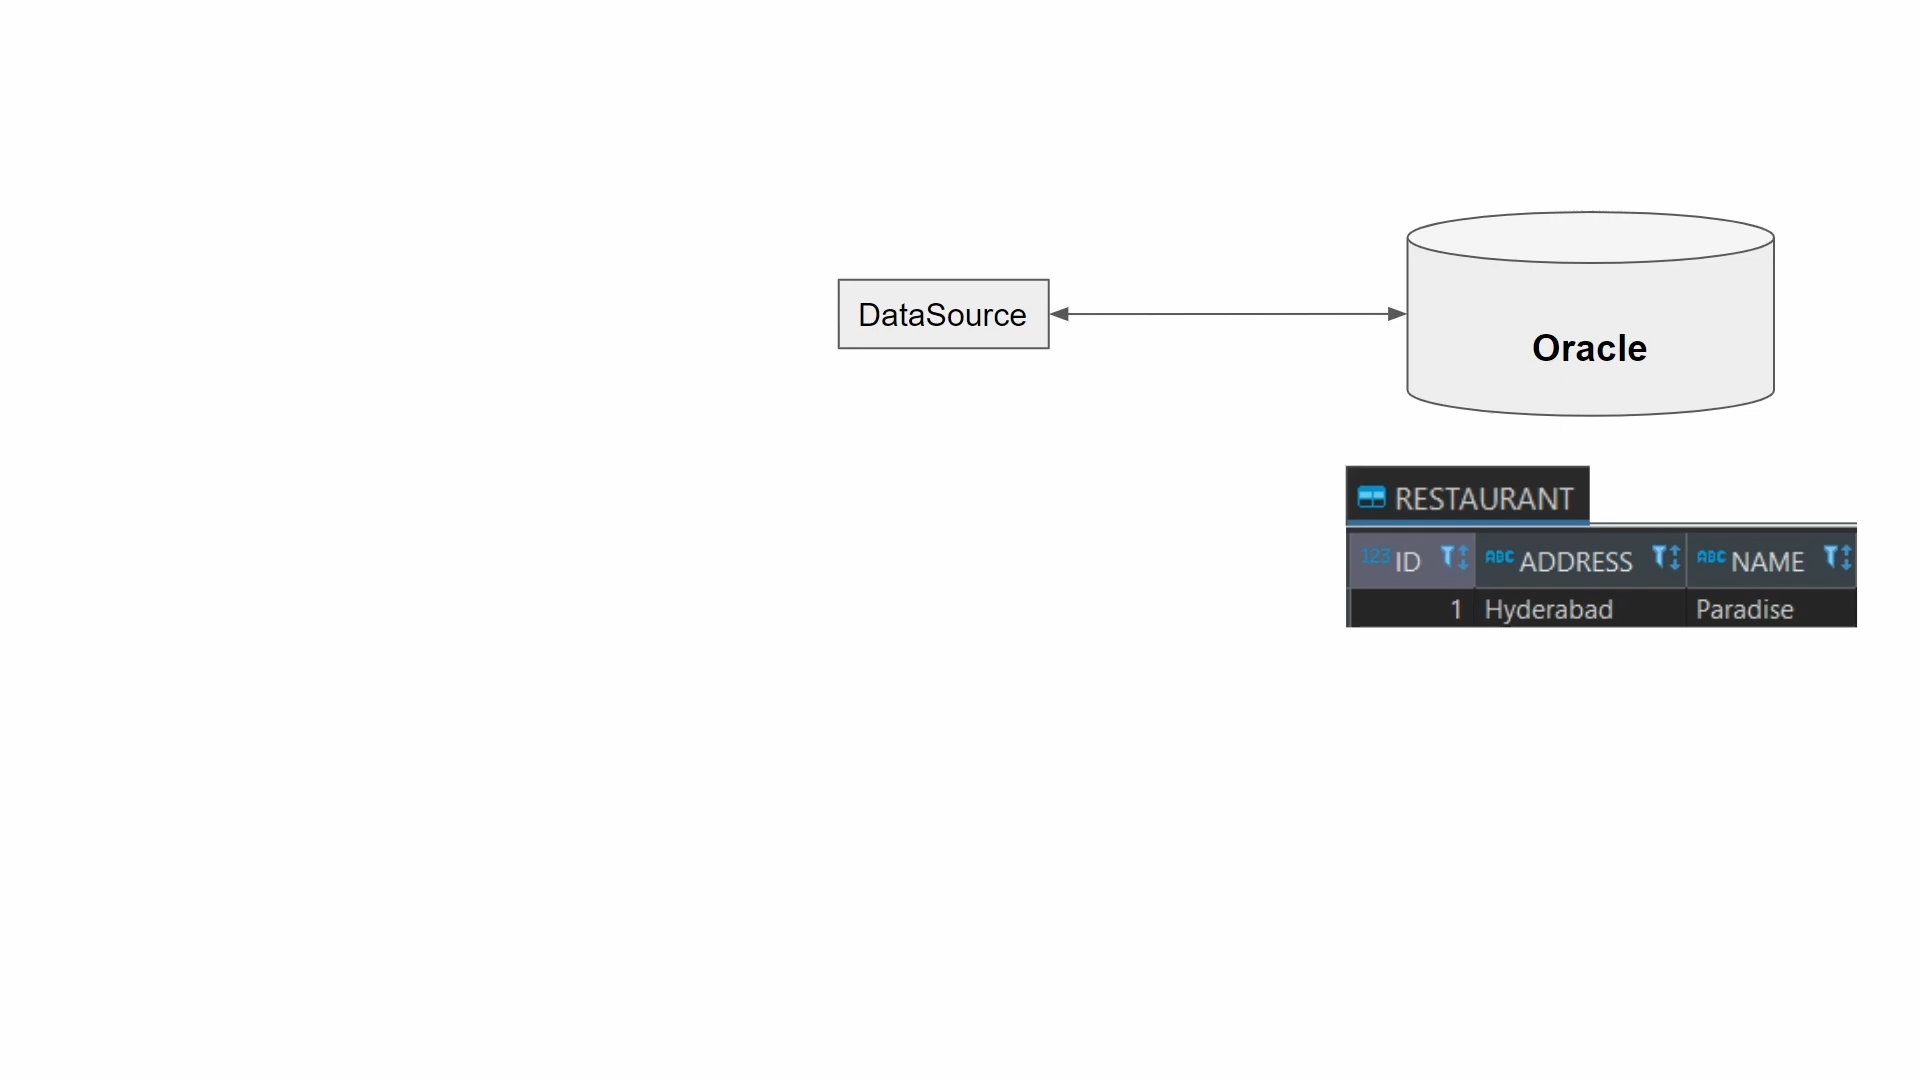 DataSource
Oracle
RESTAURANT
123 ID ABC ADDRESS ABC NAME
1 Hyderabad Paradise